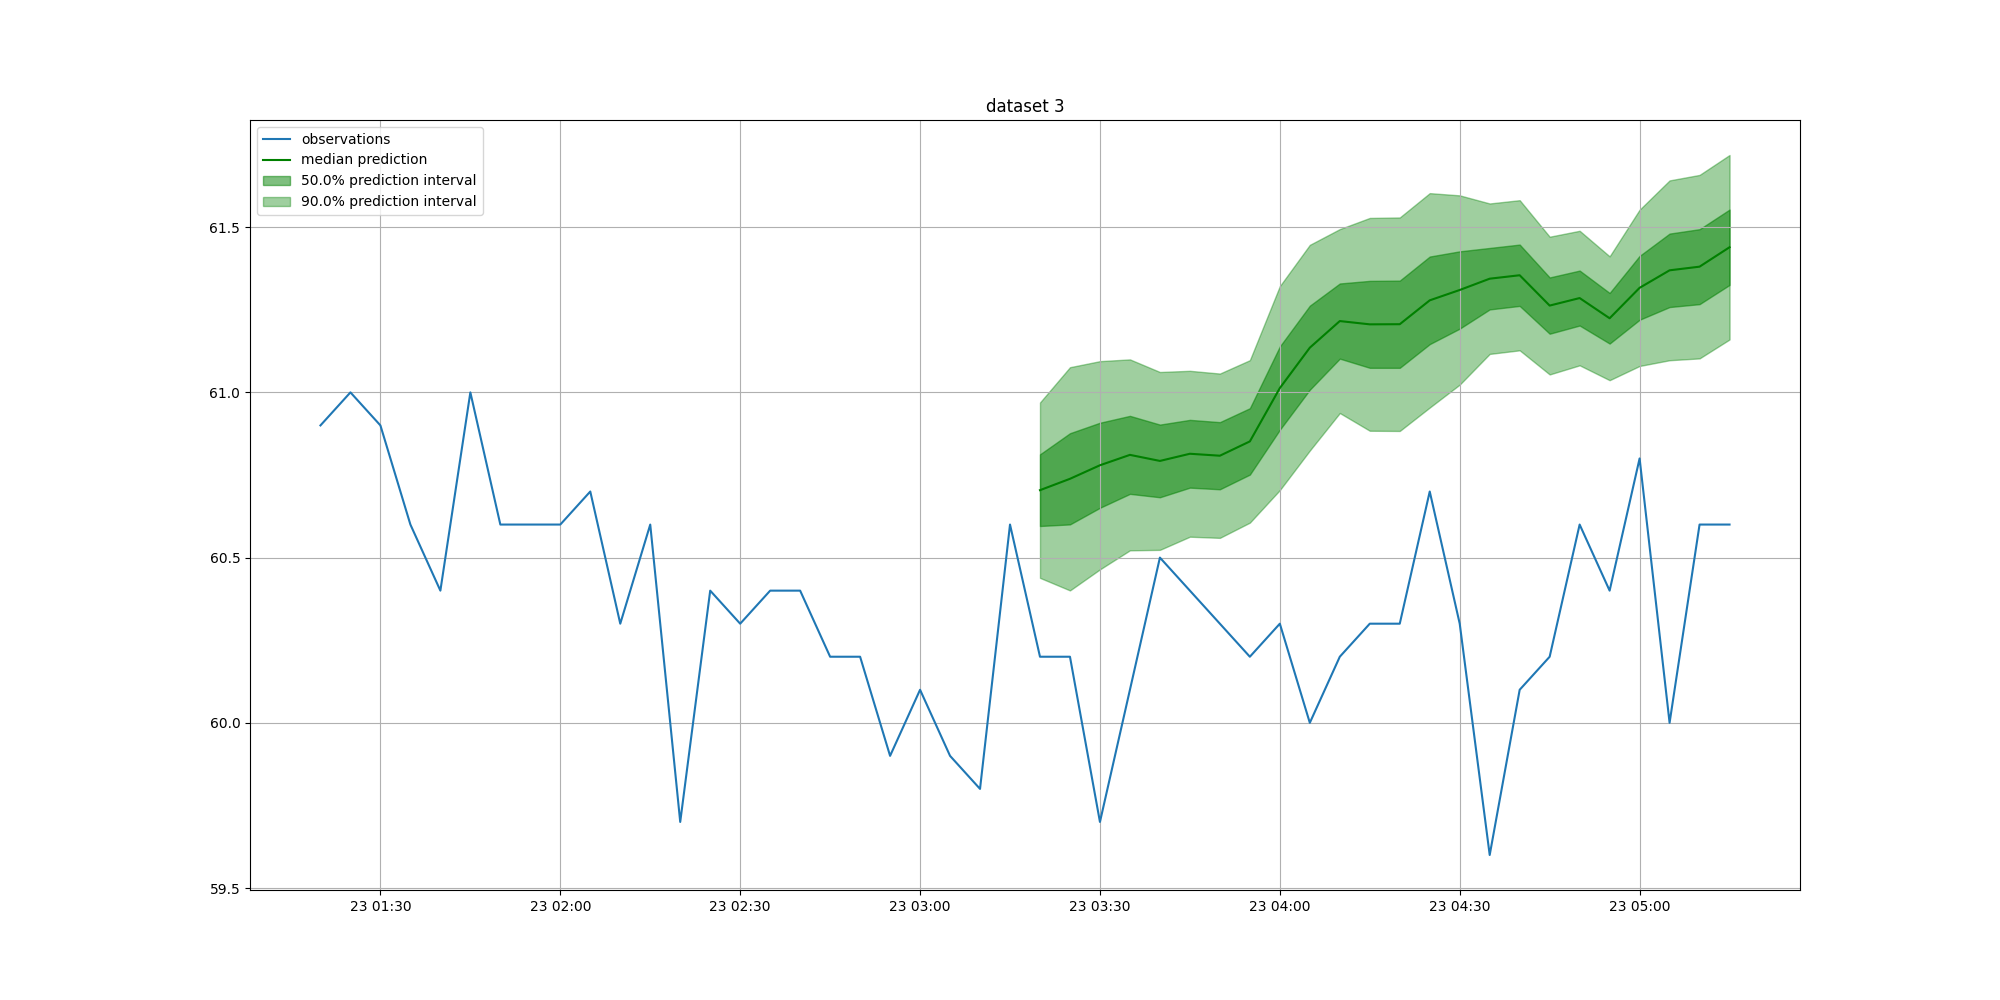 dataset 3
observations
median prediction
50.0% prediction interval
90.0% prediction interval
61.5
61.0
60.5
60.0
59.5
23 01:30 23 02:00 23 02:30 23 03:00 23 03:30 23 04:00 23 04:30 23 05:00